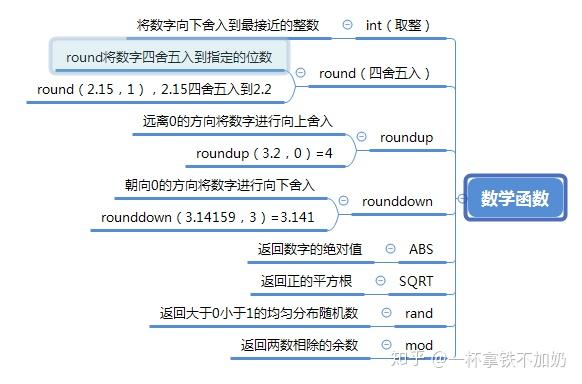 将数字向下舍入到最接近的整数 int（取整）
round将数字四舍五入到指定的位数
round（四舍五入）
round（2.15，1），2.15四舍五入到2.2
远离0的方向将数字进行向上舍入
roundup
roundup（3.2，0）=4
朝向0的方向将数字进行向下舍入
rounddown
rounddown（3.14159，3）=3.141
数学函数
返回数字的绝对值 ABS
返回正的平方根 SQRT
返回大于0小于1的均匀分布随机数 rand
返回两数相除的余数 mod
知乎 @一杯拿铁不加奶